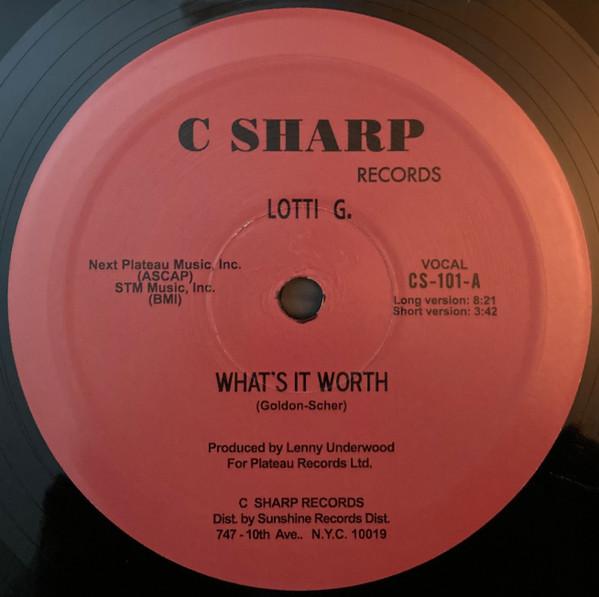 C SHARP
RECORDS
LOTTI G.
Next Plateau Music, Inc.
(ASCAP)
STM Music, Inc.
(BMI)
VOCAL
CS-101-A
Long version: 8:21
Short version: 3:42
WHAT'S IT WORTH
(Goldon-Scher)
Produced by Lenny Underwood
For Plateau Records Ltd.
C SHARP RECORDS
Dist. by Sunshine Records Dist.
747 - 10th Ave.. N.Y.C. 10019